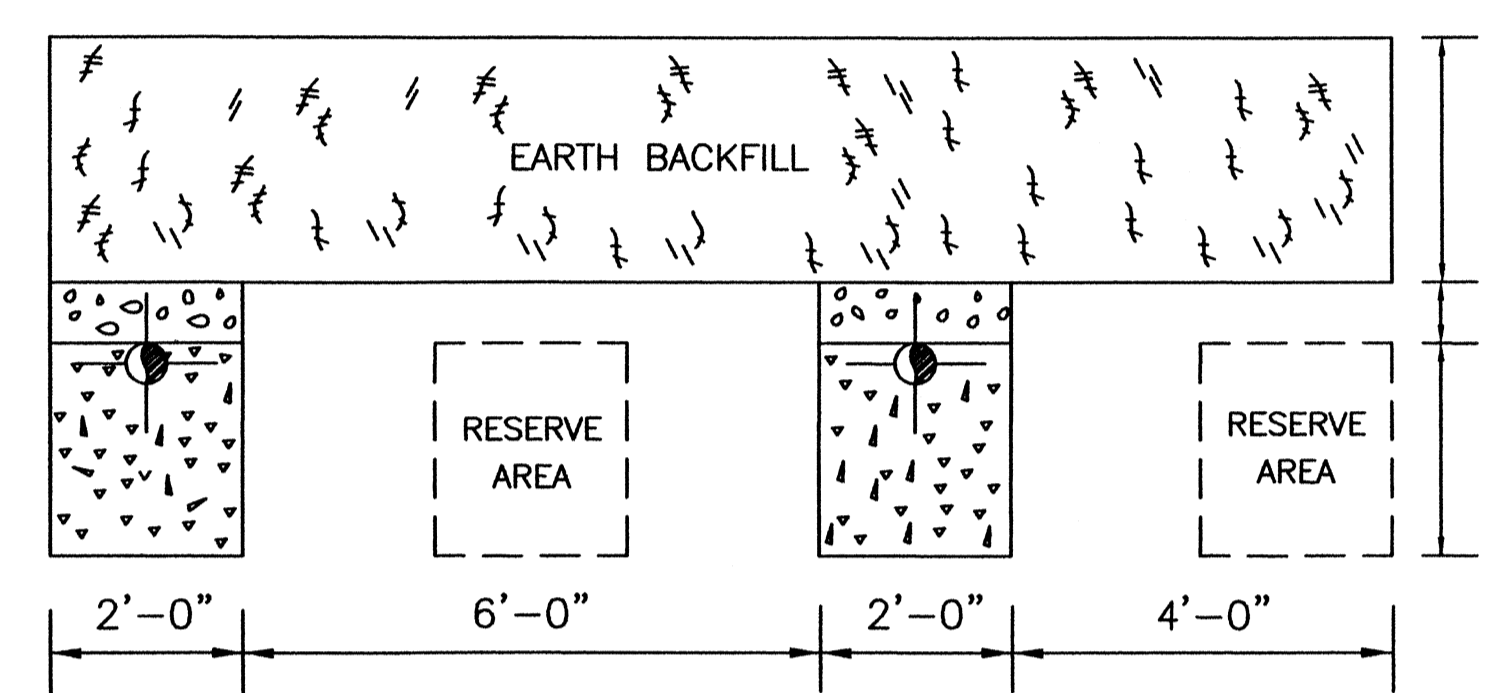 EARTH BACKFILL
RESERVE
AREA
RESERVE
AREA
2'–0" 6'–0" 2'–0" 4'–0"